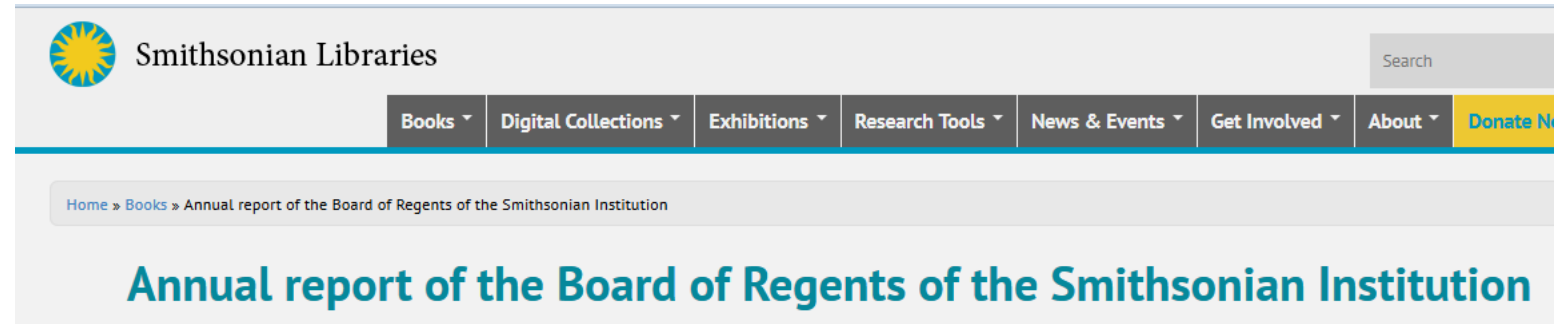 Smithsonian Libraries
Search
Books Digital Collections Exhibitions Research Tools News & Events Get Involved About Donate
Home » Books » Annual report of the Board of Regents of the Smithsonian Institution
Annual report of the Board of Regents of the Smithsonian Institution